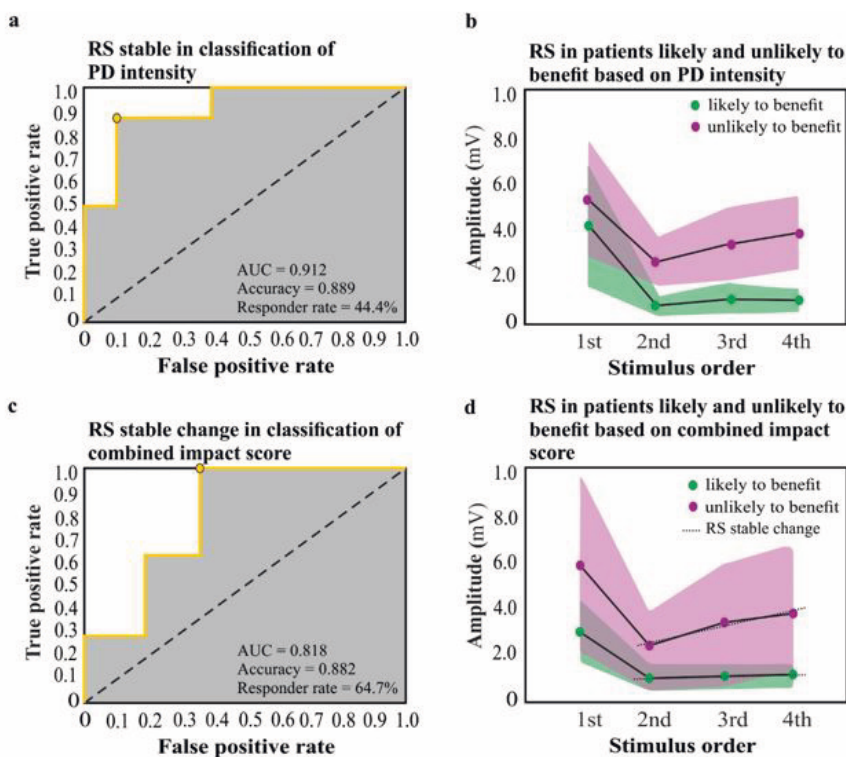 a
RS stable in classification of
PD intensity
1.0
0.9
0.8
0.7
0.6
0.5
0.4
0.3
0.2
0.1
0
True positive rate
AUC = 0.912
Accuracy = 0.889
Responder rate = 44.4%
0 0.1 0.2 0.3 0.4 0.5 0.6 0.7 0.8 0.9 1.0
False positive rate
b
RS in patients likely and unlikely to
benefit based on PD intensity
1.0
8.0
6.0
4.0
2.0
0
Amplitude (mV)
likely to benefit
unlikely to benefit
1st 2nd 3rd 4th
Stimulus order
c
RS stable change in classification of
combined impact score
1.0
0.9
0.8
0.7
0.6
0.5
0.4
0.3
0.2
0.1
0
True positive rate
AUC = 0.818
Accuracy = 0.882
Responder rate = 64.7%
0 0.1 0.2 0.3 0.4 0.5 0.6 0.7 0.8 0.9 1.0
False positive rate
d
RS in patients likely and unlikely to
benefit based on combined impact
score
1.0
8.0
6.0
4.0
2.0
0
Amplitude (mV)
likely to benefit
unlikely to benefit
RS stable change
1st 2nd 3rd 4th
Stimulus order